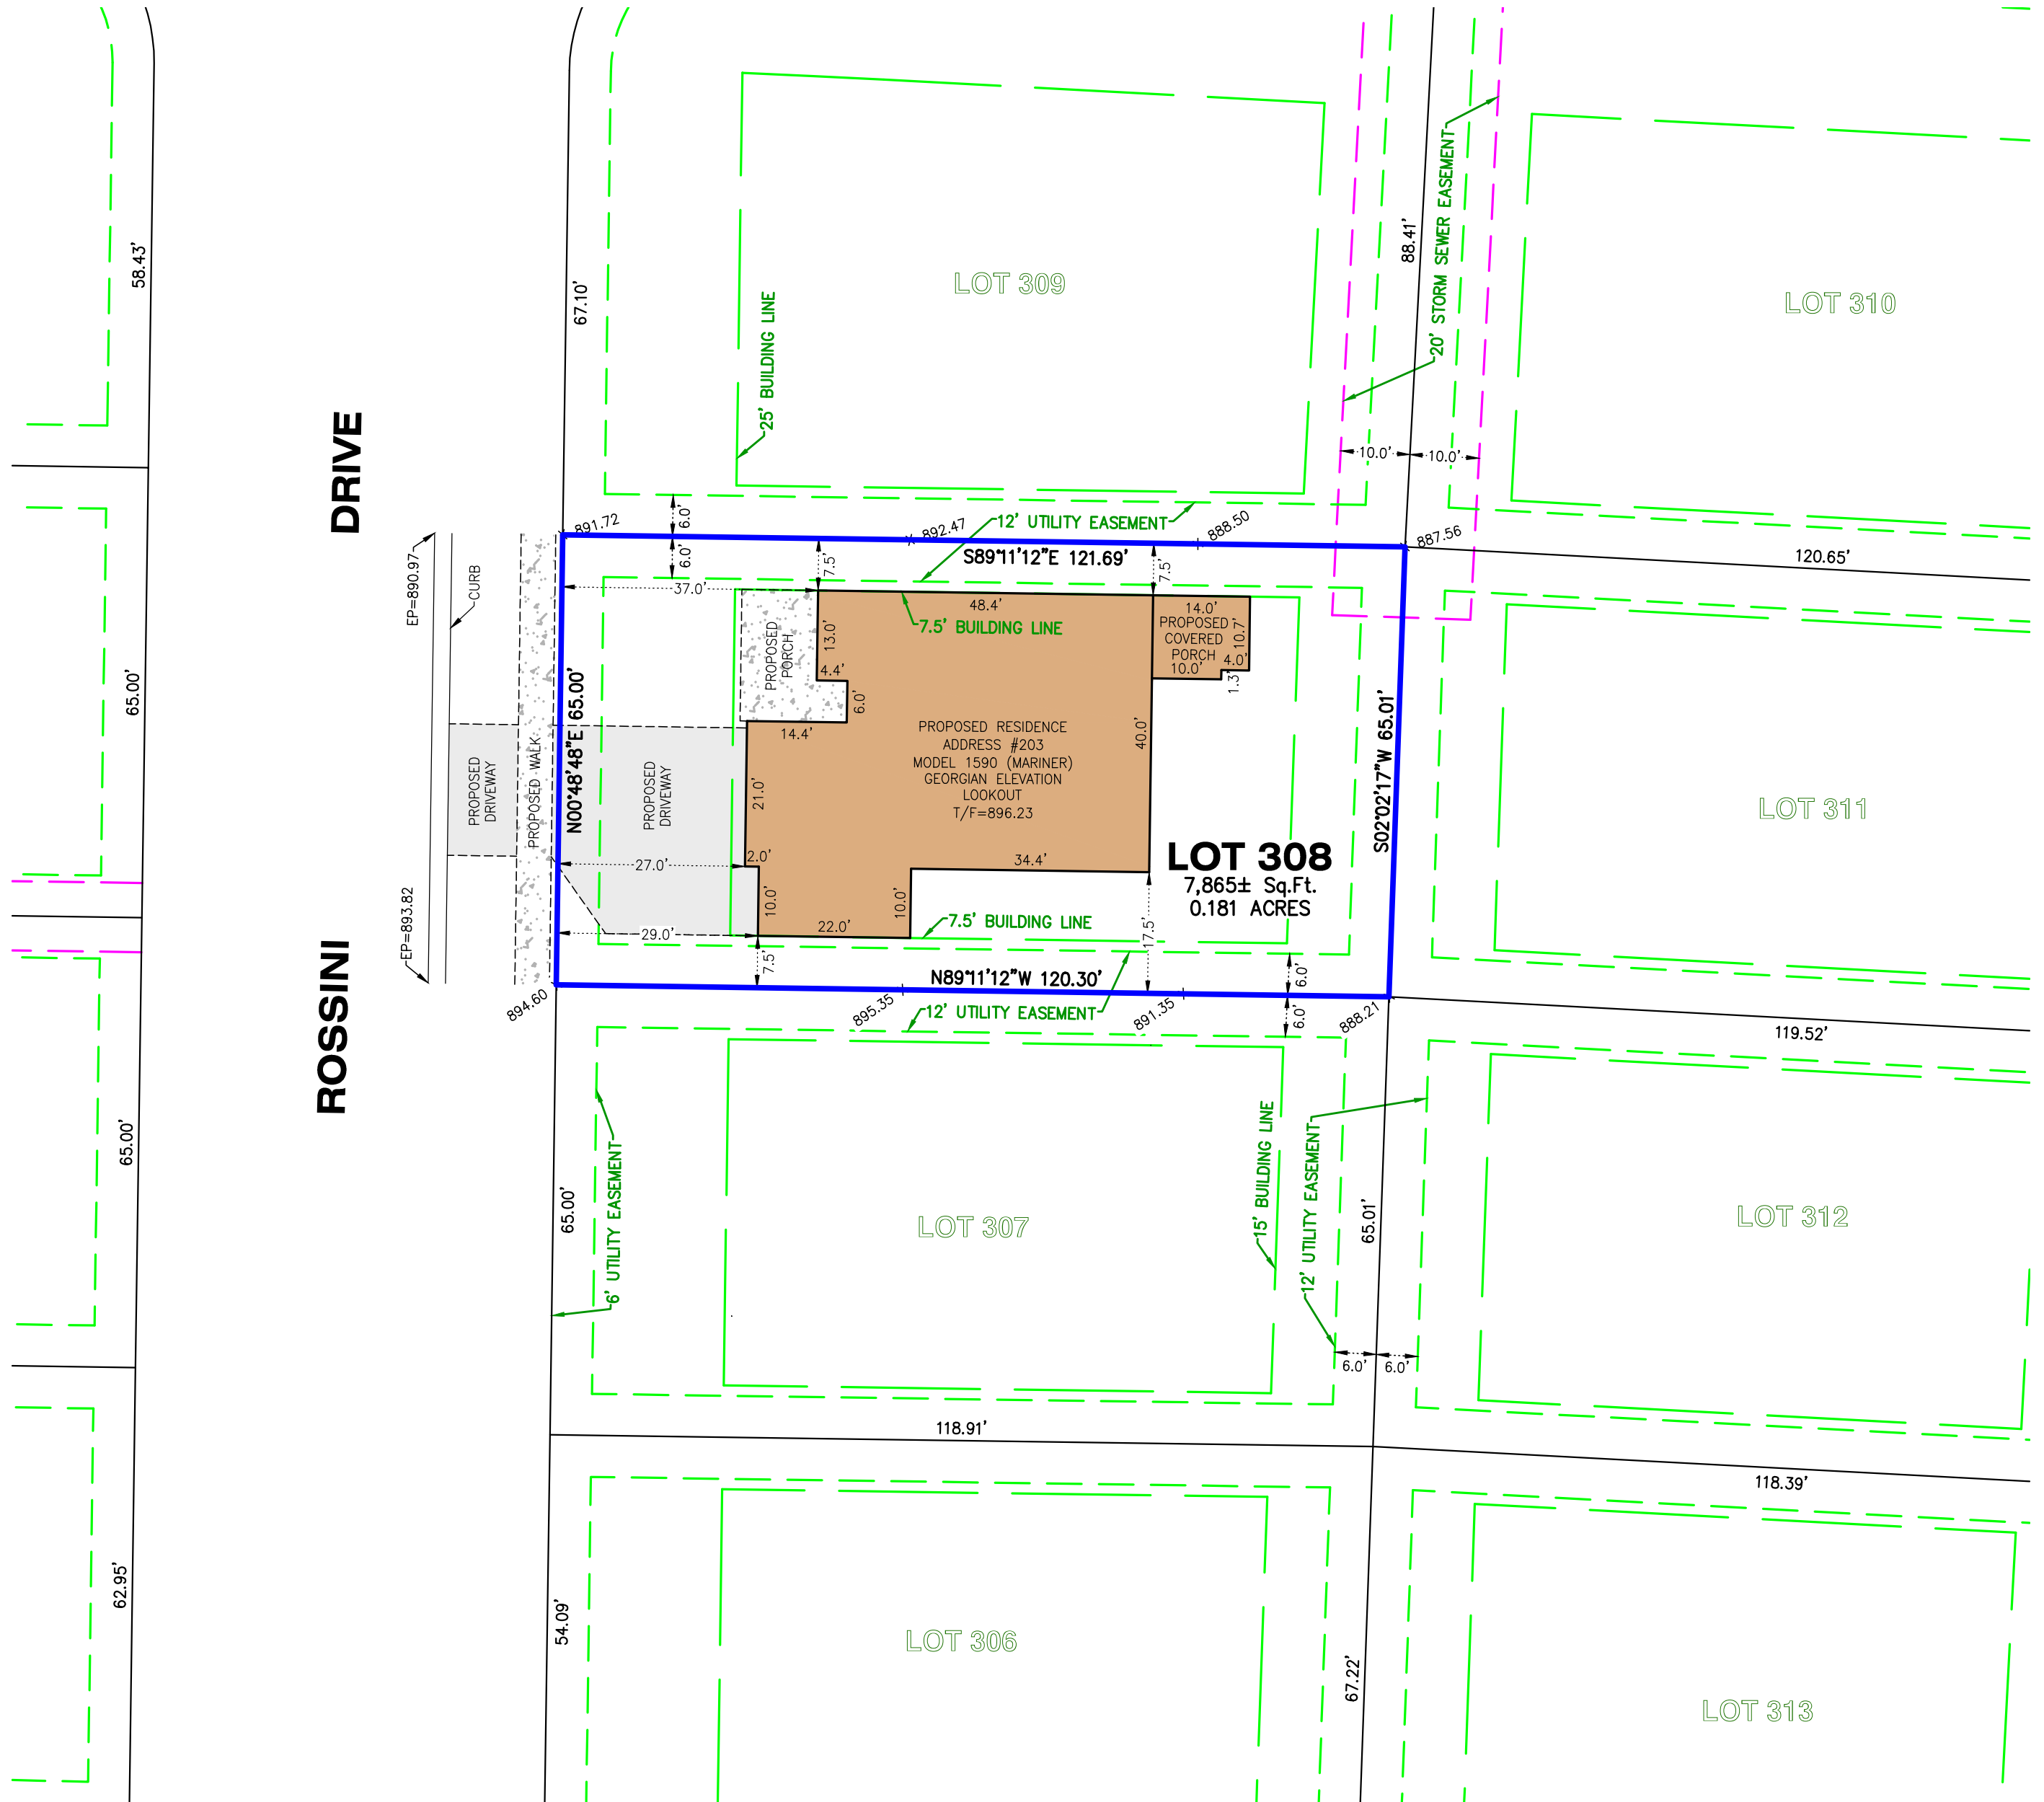 58.43'
65.00'
65.00'
62.95'
ROSSINI DRIVE
EP=890.97
EP=893.82
CURB
67.10'
25' BUILDING LINE
LOT 309
20' STORM SEWER EASEMENT
88.41'
10.0'
10.0'
LOT 310
6.0'
6.0'
891.72
892.47
12' UTILITY EASEMENT
888.50
887.56
S89°11'12"E 121.69'
120.65'
7.5'
7.5'
37.0'
48.4'
7.5' BUILDING LINE
14.0'
PROPOSED
COVERED
PORCH
10.7'
10.0'
4.0'
1.3'
PROPOSED
PORCH
13.0'
4.4'
6.0'
14.4'
N00°48'48"E 65.00'
PROPOSED
DRIVEWAY
PROPOSED WALK
PROPOSED
DRIVEWAY
21.0'
PROPOSED RESIDENCE
ADDRESS #203
MODEL 1590 (MARINER)
GEORGIAN ELEVATION
LOOKOUT
T/F=896.23
40.0'
S02°02'17"W 65.01'
LOT 311
27.0'
2.0'
34.4'
LOT 308
7,865± Sq.Ft.
0.181 ACRES
10.0'
10.0'
22.0'
29.0'
7.5' BUILDING LINE
17.5'
7.5'
N89°11'12"W 120.30'
6.0'
6.0'
894.60
895.35
12' UTILITY EASEMENT
891.35
888.21
119.52'
65.00'
6' UTILITY EASEMENT
LOT 307
15' BUILDING LINE
12' UTILITY EASEMENT
65.01'
6.0'
6.0'
LOT 312
118.91'
118.39'
54.09'
LOT 306
67.22'
LOT 313